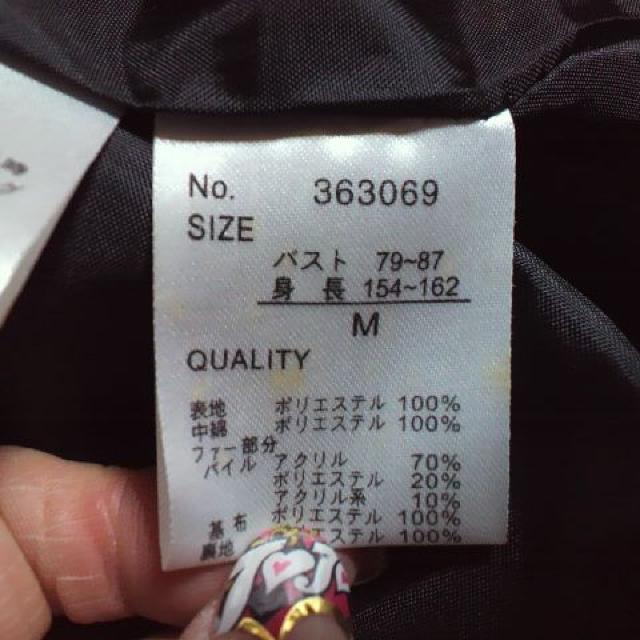 No. 363069
SIZE
バスト 79~87
身 長 154~162
M
QUALITY
表地 ポリエステル 100%
中綿 ポリエステル 100%
ファー部分
パイル アクリル 70%
ポリエステル 20%
アクリル系 10%
基布 ポリエステル 100%
裏地 ポリエステル 100%